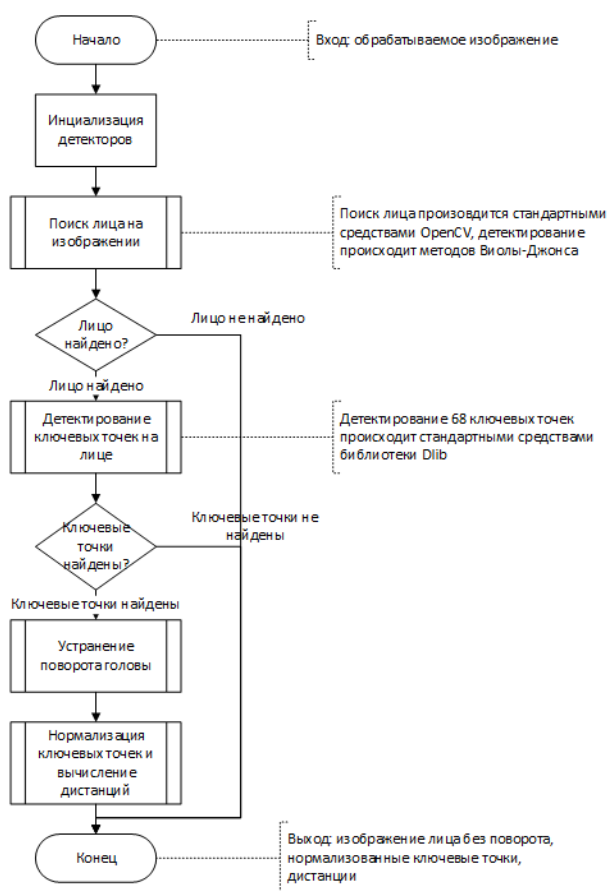 Начало
Вход: обрабатываемое изображение
Инциализация
детекторов
Поиск лица на
изображении
Поиск лица произовдится стандартными
средствами OpenCV, детектирование
происходит методов Виолы-Джонса
Лицо
найдено?
Лицо не найдено
Лицо найдено
Детектирование
ключевых точек на
лице
Детектирование 68 ключевых точек
происходит стандартными средствами
библиотеки Dlib
Ключевые
точки
найдены?
Ключевые точки не
найдены
Ключевые точки найдены
Устранение
поворота головы
Нормализация
ключевых точек и
вычисление
дистанций
Конец
Выход: изображение лица без поворота,
нормализованные ключевые точки,
дистанции